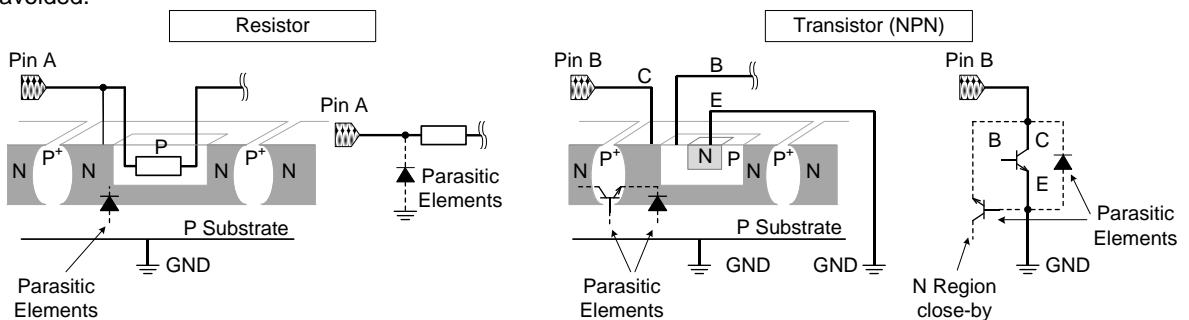 avoided.
Resistor
Transistor (NPN)
Pin A
Pin A
N
P+
N
P
N
P+
N
Parasitic
Elements
P Substrate
GND
Parasitic
Elements
Pin B
C
B
E
N
P+
N
N
P
P+
N
N
P Substrate
GND
GND
Parasitic
Elements
Pin B
B
C
E
Parasitic
Elements
GND
N Region
close-by